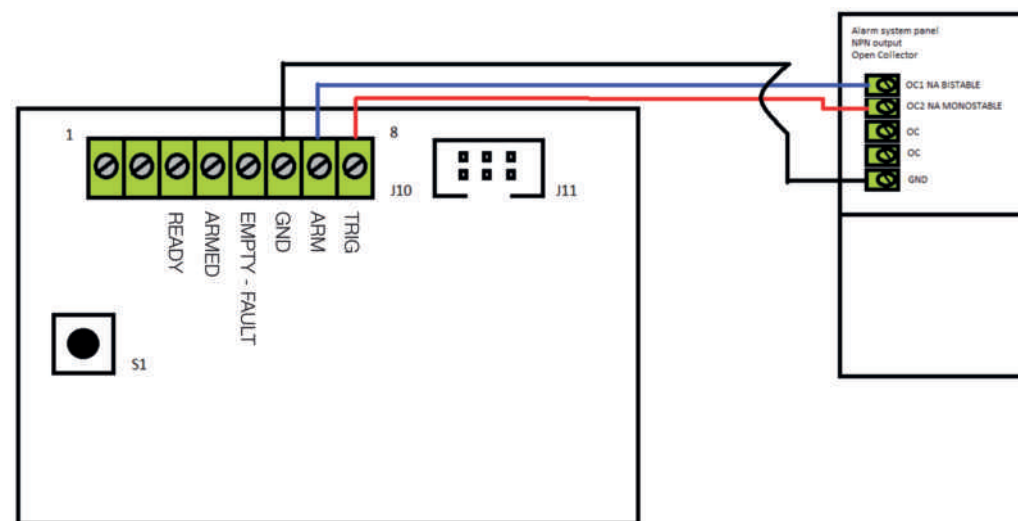 Alarm system panel
NPN output
Open Collector
OC1 NA BISTABLE
OC2 NA MONOSTABLE
OC
OC
GND
1
8
J10
J11
READY
ARMED
EMPTY - FAULT
GND
ARM
TRIG
S1